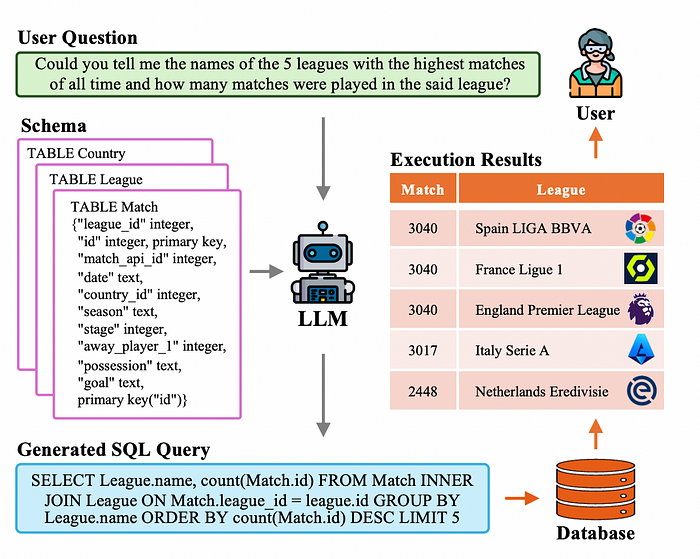 User Question
Could you tell me the names of the 5 leagues with the highest matches
of all time and how many matches were played in the said league?
User
Schema
TABLE Country
TABLE League
TABLE Match
{"league_id" integer,
"id" integer, primary key,
"match_api_id" integer,
"date" text,
"country_id" integer,
"season" text,
"stage" integer,
"away_player_1" integer,
"possession" text,
"goal" text,
primary key("id")}
LLM
Execution Results
Match League
3040 Spain LIGA BBVA
3040 France Ligue 1
3040 England Premier League
3017 Italy Serie A
2448 Netherlands Eredivisie
Generated SQL Query
SELECT League.name, count(Match.id) FROM Match INNER
JOIN League ON Match.league_id = league.id GROUP BY
League.name ORDER BY count(Match.id) DESC LIMIT 5
Database